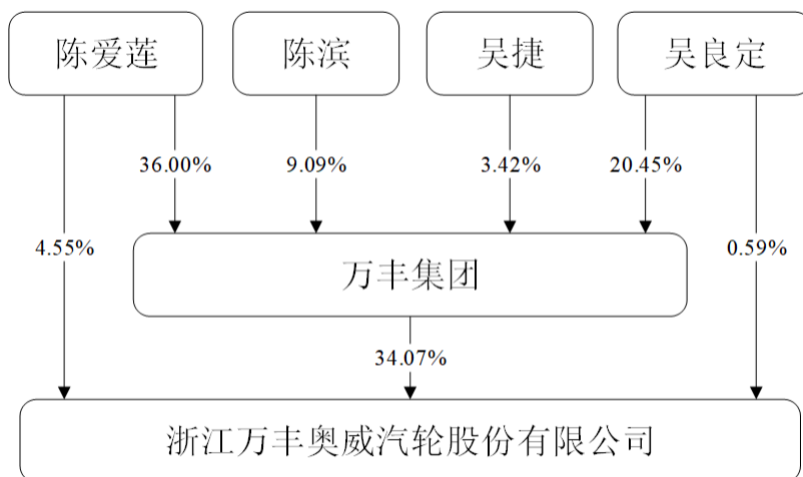 陈爱莲
陈滨
吴捷
吴良定
36.00%
9.09%
3.42%
20.45%
4.55%
0.59%
万丰集团
34.07%
浙江万丰奥威汽轮股份有限公司